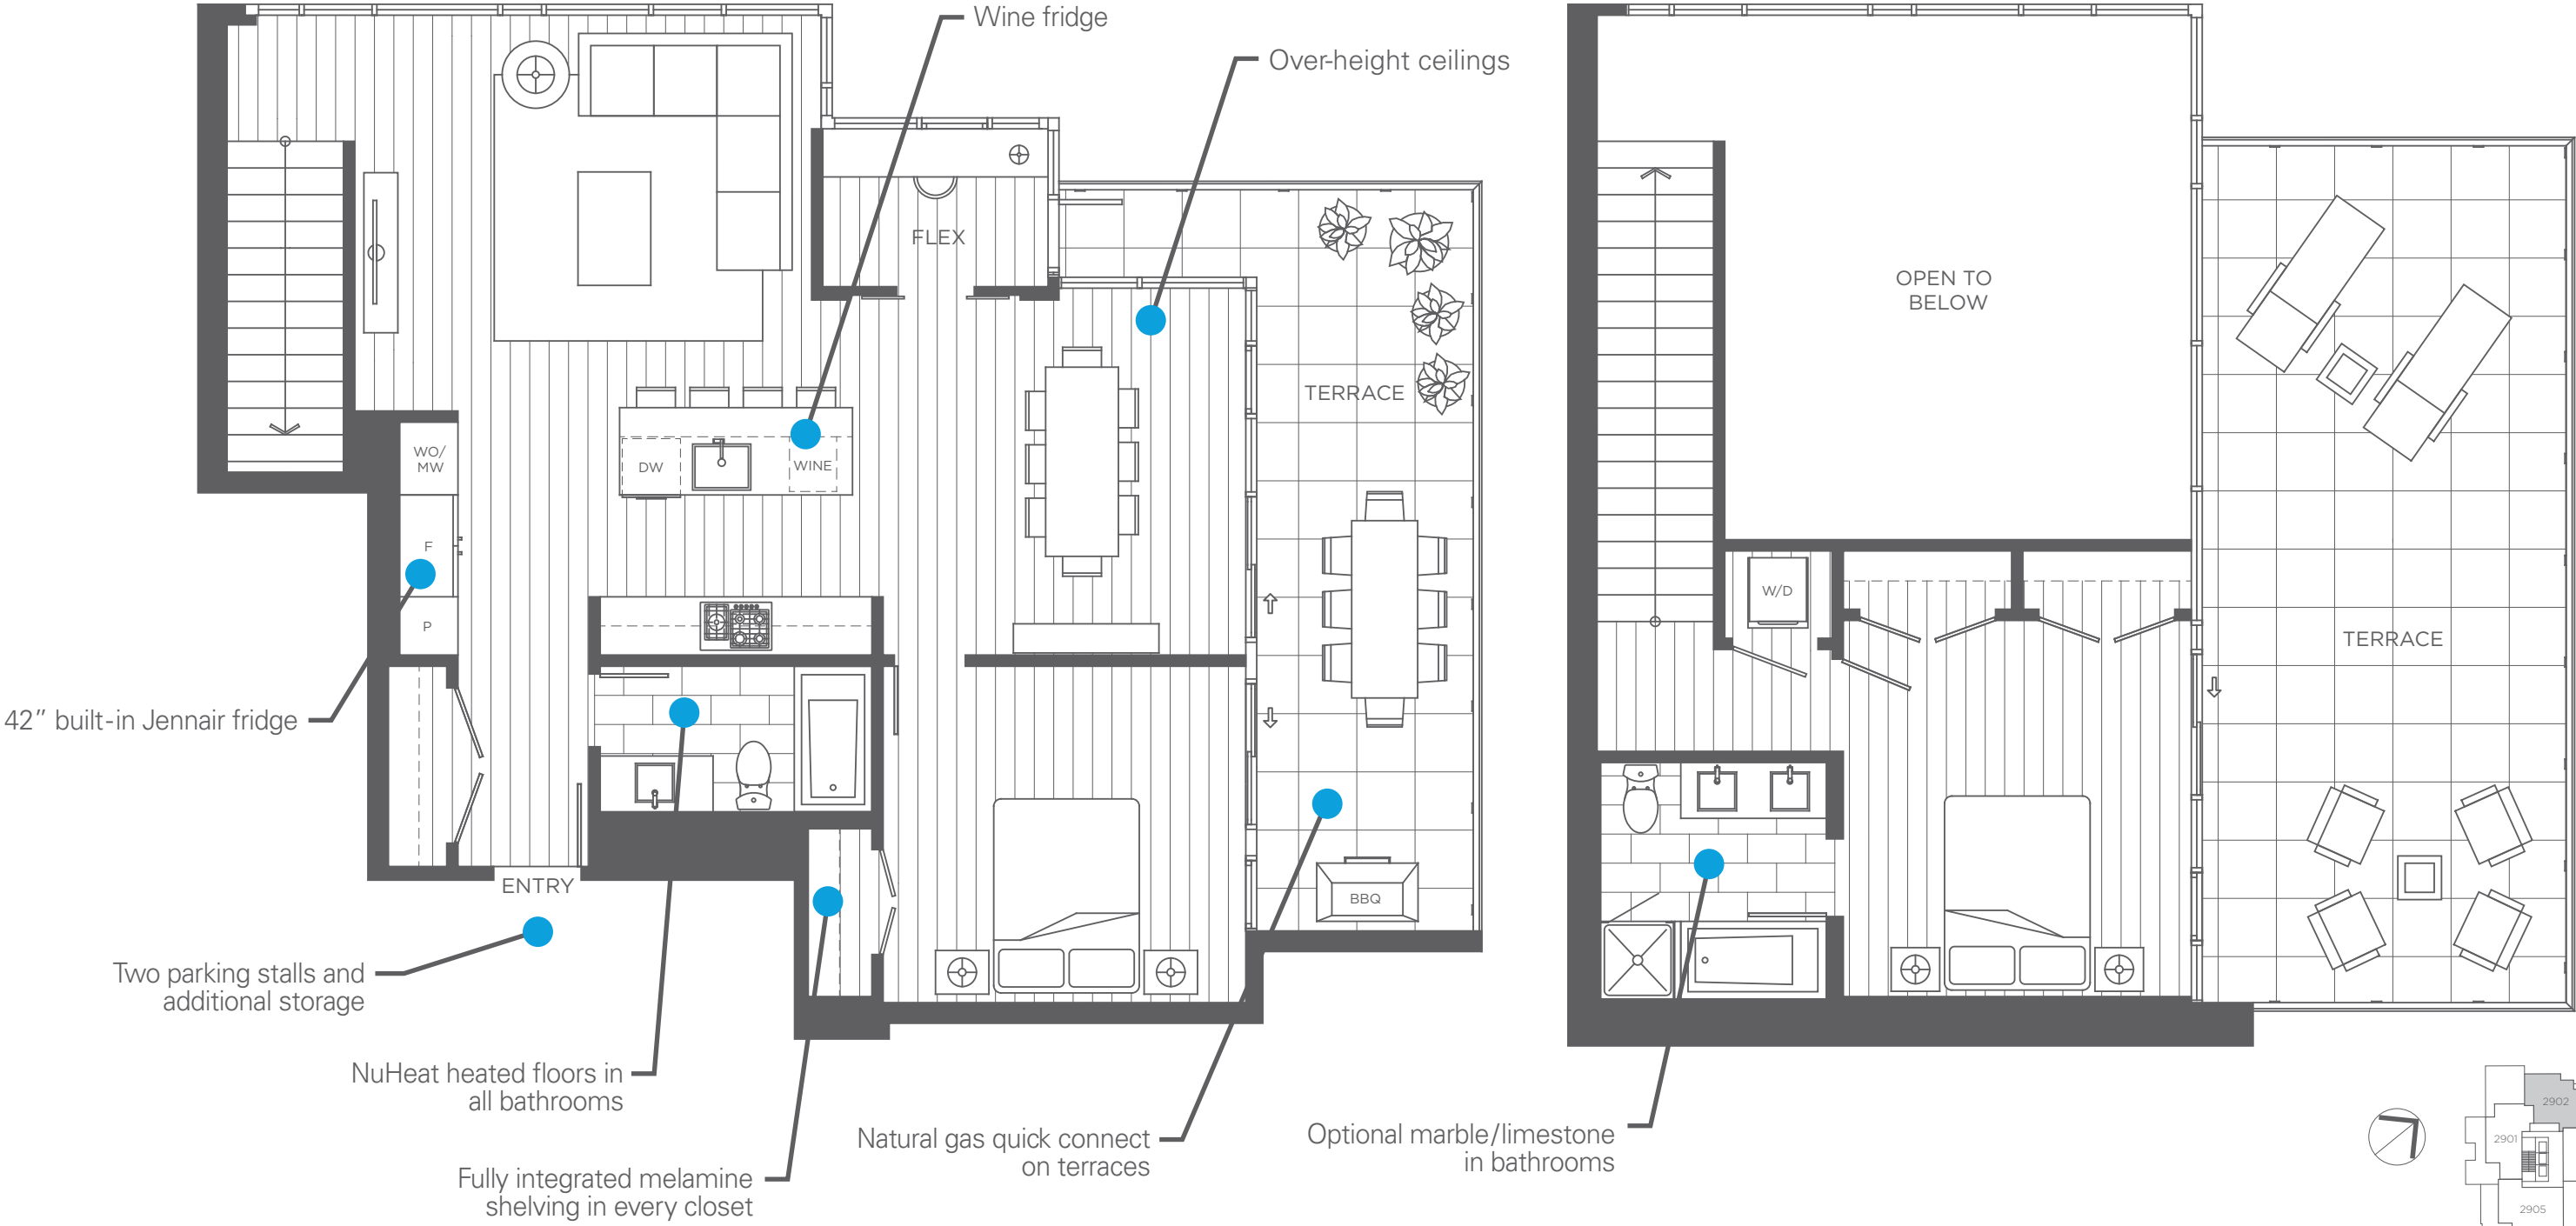 Wine fridge
Over-height ceilings
FLEX
TERRACE
WO/
MW
DW
WINE
F
P
42" built-in Jennair fridge
ENTRY
BBQ
Two parking stalls and
additional storage
NuHeat heated floors in
all bathrooms
Fully integrated melamine
shelving in every closet
Natural gas quick connect
on terraces
OPEN TO
BELOW
W/D
TERRACE
Optional marble/limestone
in bathrooms
2902
2901
2905